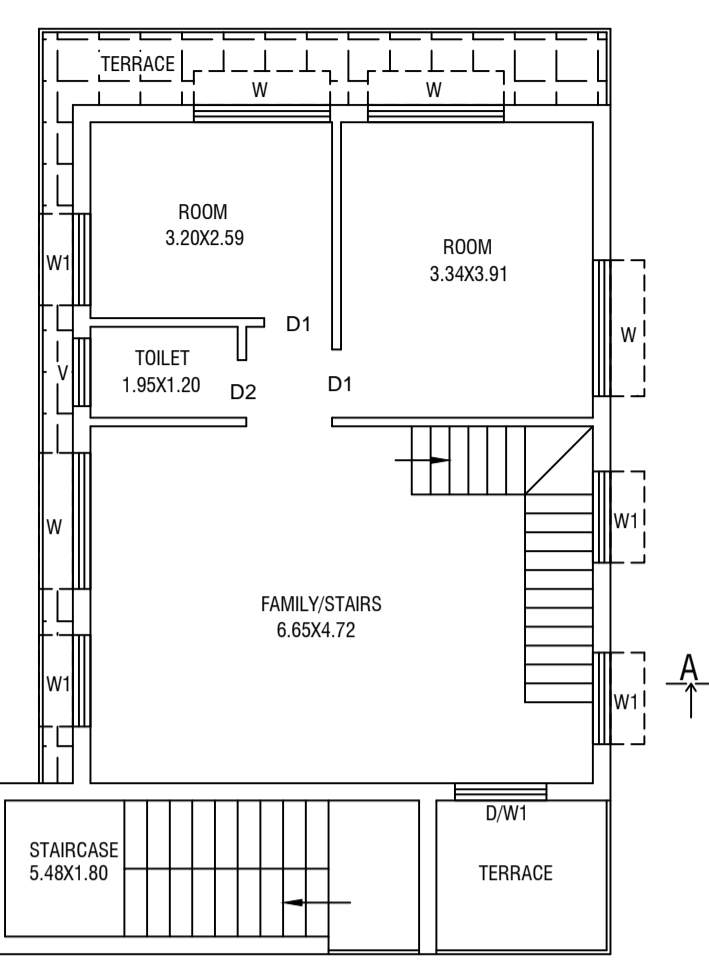 TERRACE
W
W
ROOM
3.20X2.59
ROOM
3.34X3.91
W1
D1
W
TOILET
1.95X1.20
V
D2
D1
W
W1
FAMILY/STAIRS
6.65X4.72
W1
W1
A
D/W1
STAIRCASE
5.48X1.80
TERRACE